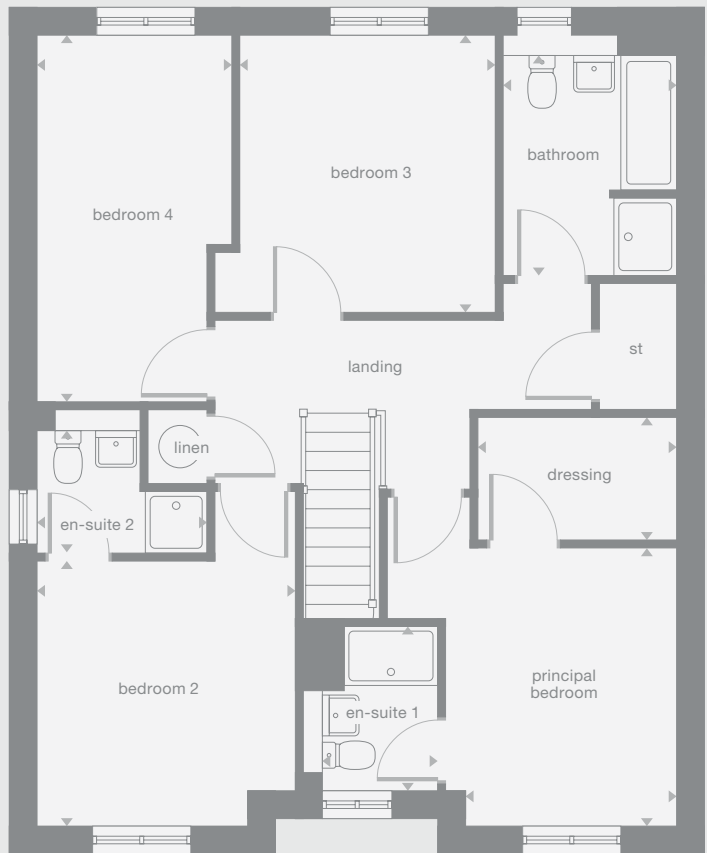 bathroom
bedroom 3
bedroom 4
st
landing
linen
dressing
en-suite 2
principal
bedroom
bedroom 2
en-suite 1